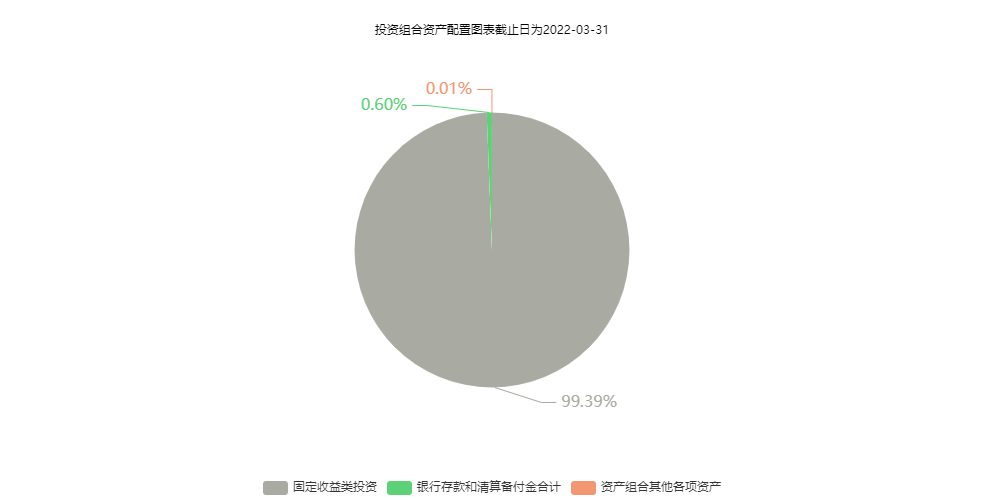 投资组合资产配置图表截止日为2022-03-31
0.01%
0.60%
99.39%
固定收益类投资 银行存款和清算备付金合计 资产组合其他各项资产